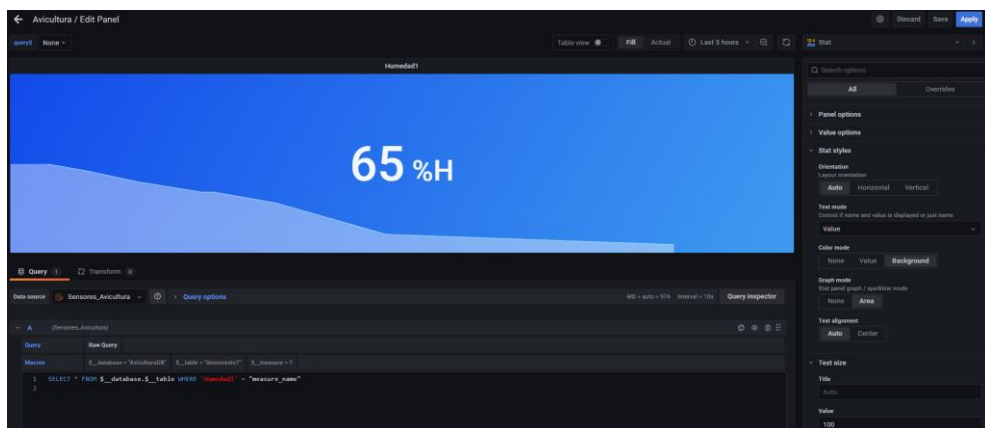 Avicultura / Edit Panel
Discard Save Apply
query0 None
Table view Fill Actual Last 3 hours
Stat
Humedad1
65 %H
Search options
All Overrides
Panel options
Value options
Stat styles
Orientation
Layout orientation
Auto Horizontal Vertical
Text mode
Control if name and value is displayed or just name
Value
Color mode
None Value Background
Graph mode
Stat panel graph / sparkline mode
None Area
Text alignment
Auto Center
Text size
Title
Auto
Value
100
Query 1 Transform 0
Data source Sensores_Avicultura Query options MD = auto = 974 Interval = 10s Query inspector
A (Sensores_Avicultura)
Query Raw Query
Macros $__database = "AviculturaDB" $__table = "SensoresIoT" $__measure = ?
1 SELECT * FROM $__database.$__table WHERE 'Humedad1' = "measure_name"
2